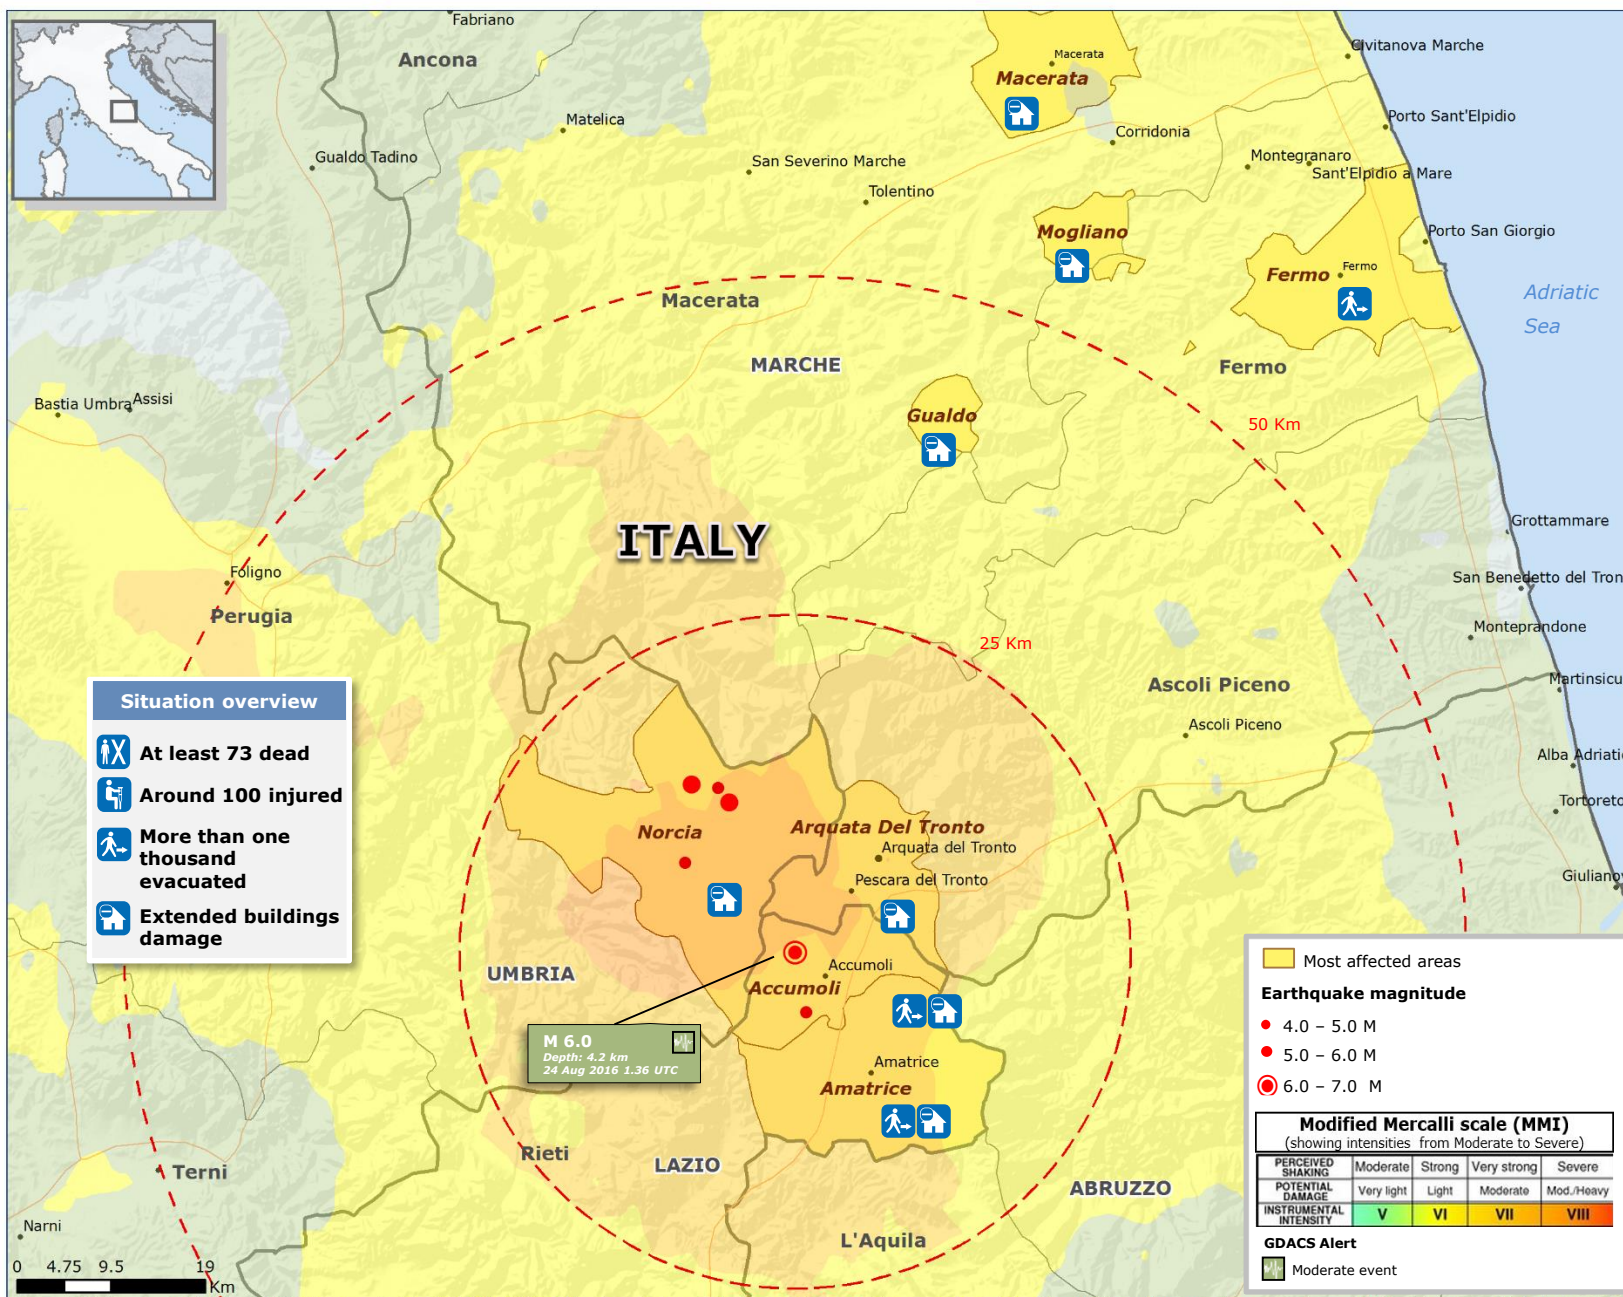 Fabriano
Ancona
Macerata
Macerata
Civitanova Marche
Matelica
Porto Sant'Elpidio
Corridonia
Gualdo Tadino
San Severino Marche
Montegranaro
Sant'Elpidio a Mare
Tolentino
Mogliano
Porto San Giorgio
Fermo
Fermo
Adriatic
Sea
Macerata
MARCHE
Fermo
Bastia Umbra
Assisi
Gualdo
50 Km
ITALY
Grottammare
Foligno
San Benedetto del Tron
Perugia
Monteprandone
25 Km
Ascoli Piceno
Martinsicu
Ascoli Piceno
Situation overview
At least 73 dead
Around 100 injured
More than one
thousand
evacuated
Extended buildings
damage
Alba Adriatic
Tortoreto
Norcia
Arquata Del Tronto
Arquata del Tronto
Pescara del Tronto
Giulianov
UMBRIA
Accumoli
Accumoli
M 6.0
Depth: 4.2 km
24 Aug 2016 1.36 UTC
Amatrice
Amatrice
Rieti
LAZIO
Terni
ABRUZZO
Narni
L'Aquila
0 4.75 9.5 19
Km
Most affected areas
Earthquake magnitude
4.0 – 5.0 M
5.0 – 6.0 M
6.0 – 7.0 M
Modified Mercalli scale (MMI)
(showing intensities from Moderate to Severe)
PERCEIVED SHAKING Moderate Strong Very strong Severe
POTENTIAL DAMAGE Very light Light Moderate Mod./Heavy
INSTRUMENTAL INTENSITY V VI VII VIII
GDACS Alert
Moderate event